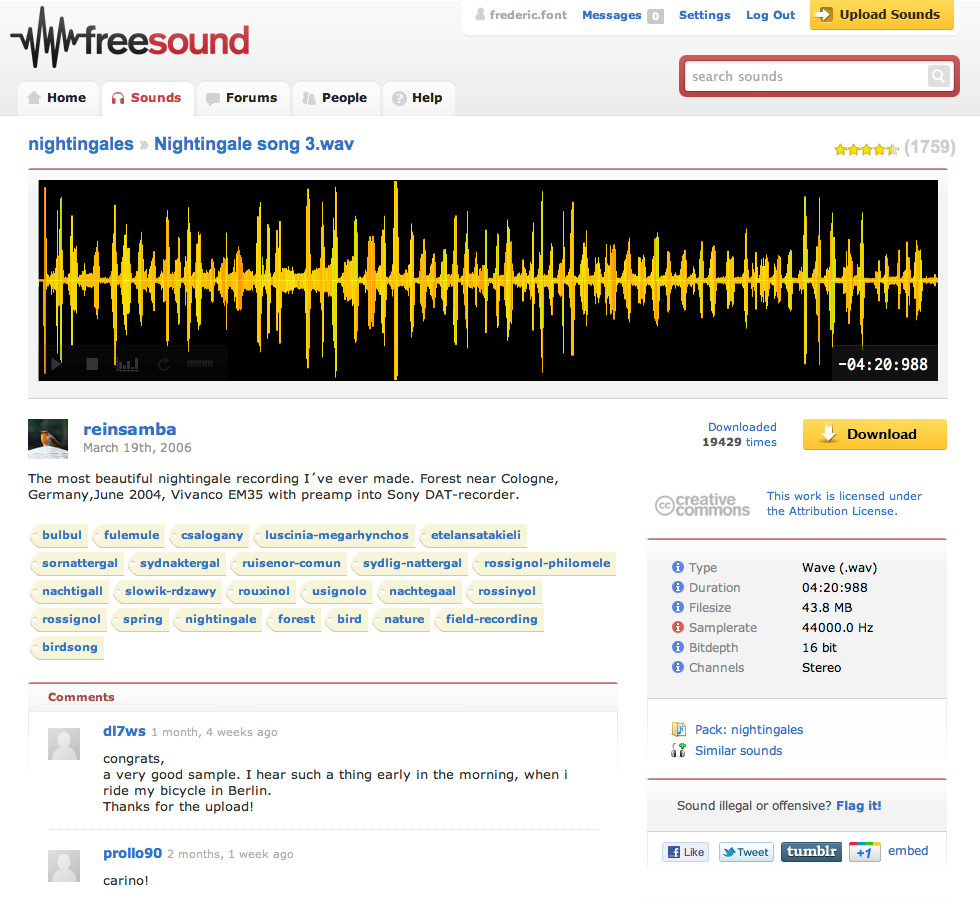 freesound
frederic.font Messages 0 Settings Log Out Upload Sounds
search sounds
Home Sounds Forums People Help
nightingales » Nightingale song 3.wav (1759)
-04:20:988
reinsamba
March 19th, 2006
Downloaded
19429 times
Download
The most beautiful nightingale recording I´ve ever made. Forest near Cologne,
Germany,June 2004, Vivanco EM35 with preamp into Sony DAT-recorder.
bulbul fulemule csalogany luscinia-megarhynchos etelansatakieli
sornattergal sydnaktergal ruisenor-comun sydlig-nattergal rossignol-philomele
nachtigall slowik-rdzawy rouxinol usignolo nachtegaal rossinyol
rossignol spring nightingale forest bird nature field-recording
birdsong
cc creative
commons
This work is licensed under
the Attribution License.
Type Wave (.wav)
Duration 04:20:988
Filesize 43.8 MB
Samplerate 44000.0 Hz
Bitdepth 16 bit
Channels Stereo
Pack: nightingales
Similar sounds
Sound illegal or offensive? Flag it!
Like Tweet tumblr +1 embed
Comments
dl7ws 1 month, 4 weeks ago
congrats,
a very good sample. I hear such a thing early in the morning, when i
ride my bicycle in Berlin.
Thanks for the upload!
prollo90 2 months, 1 week ago
carino!